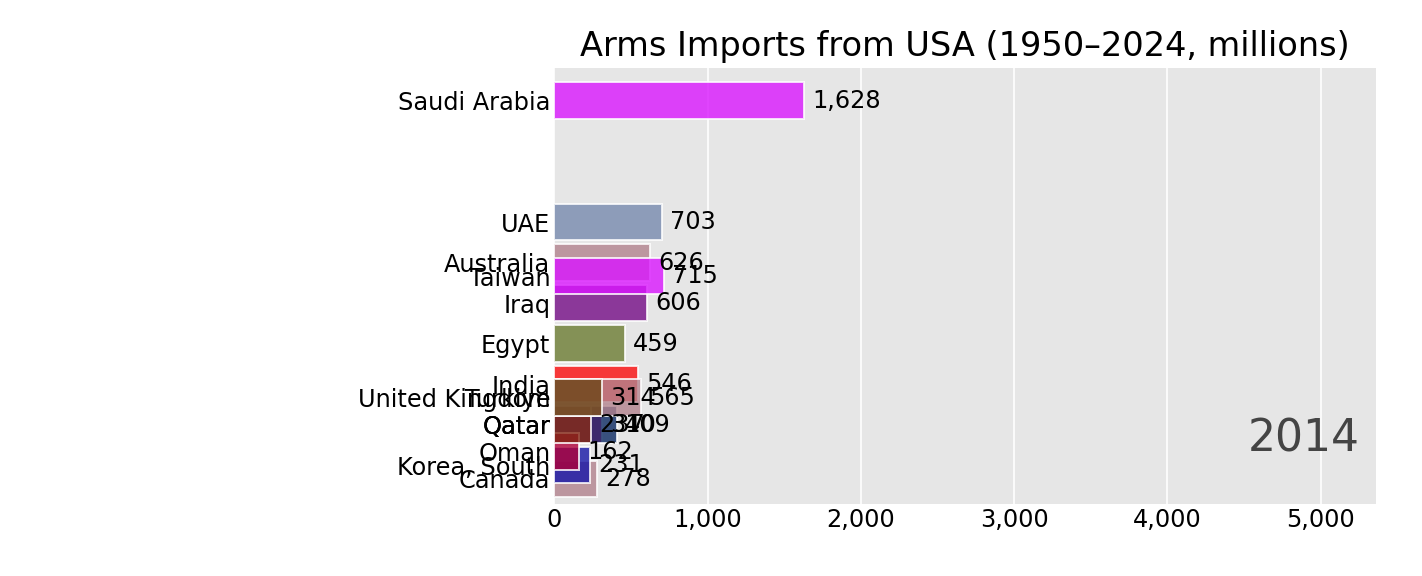 Arms Imports from USA (1950–2024, millions)
Saudi Arabia 1,628
UAE 703
Australia 626
Taiwan 715
Iraq 606
Egypt 459
India 546
United Kingdom 314 565
Qatar
Oman 162
Korea, South 231
Canada 278
2014
0 1,000 2,000 3,000 4,000 5,000